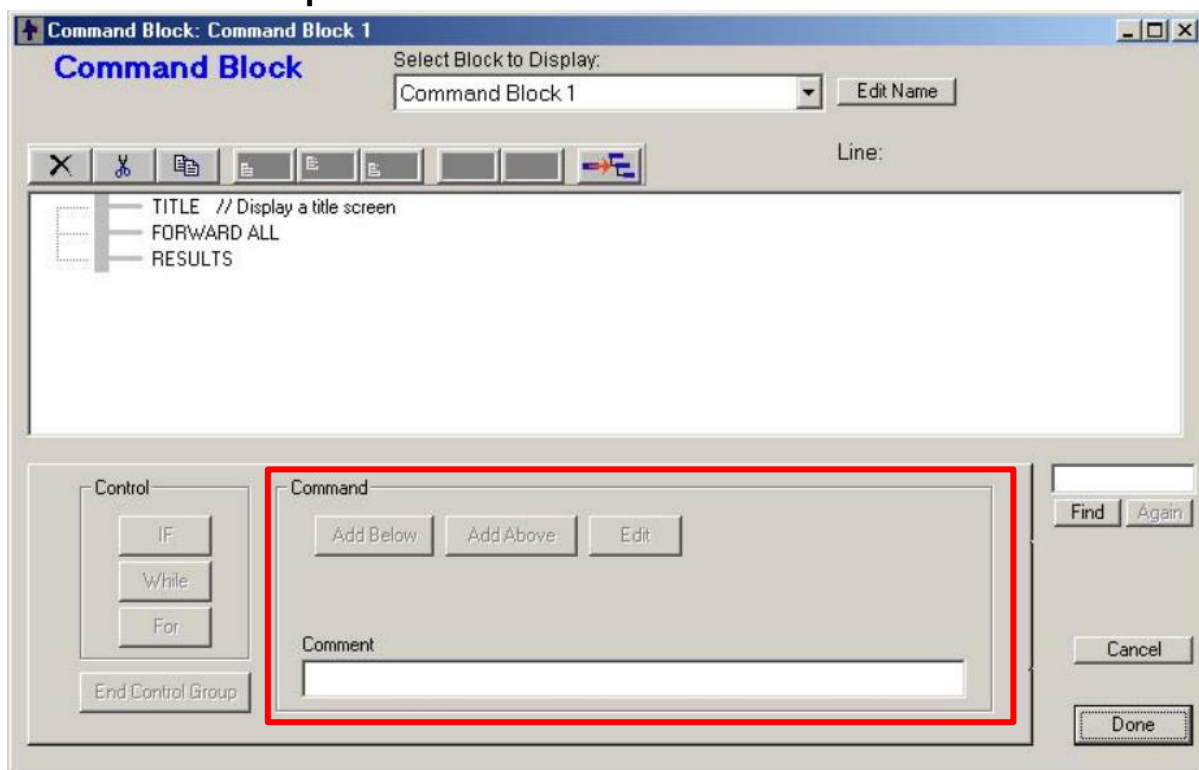 Command Block: Command Block 1
Command Block
Select Block to Display:
Command Block 1
Edit Name
Line:
TITLE // Display a title screen
FORWARD ALL
RESULTS
Control
IF
While
For
End Control Group
Command
Add Below
Add Above
Edit
Comment
Find
Again
Cancel
Done